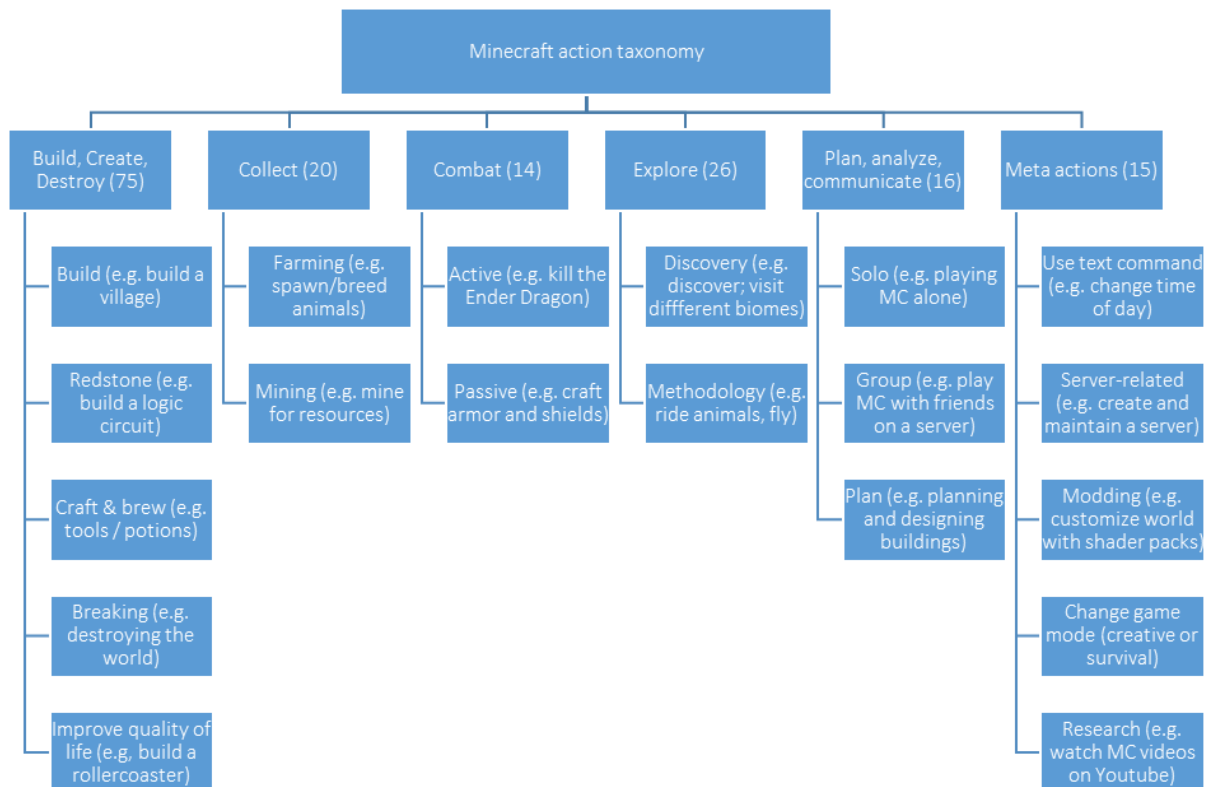 Minecraft action taxonomy
Build, Create,
Destroy (75)
Collect (20)
Combat (14)
Explore (26)
Plan, analyze,
communicate (16)
Meta actions (15)
Build (e.g. build a
village)
Redstone (e.g.
build a logic
circuit)
Craft & brew (e.g.
tools / potions)
Breaking (e.g.
destroying the
world)
Improve quality of
life (e.g, build a
rollercoaster)
Farming (e.g.
spawn/breed
animals)
Mining (e.g. mine
for resources)
Active (e.g. kill the
Ender Dragon)
Passive (e.g. craft
armor and shields)
Discovery (e.g.
discover; visit
diffferent biomes)
Methodology (e.g.
ride animals, fly)
Solo (e.g. playing
MC alone)
Group (e.g. play
MC with friends
on a server)
Plan (e.g. planning
and designing
buildings)
Use text command
(e.g. change time
of day)
Server-related
(e.g. create and
maintain a server)
Modding (e.g.
customize world
with shader packs)
Change game
mode (creative or
survival)
Research (e.g.
watch MC videos
on Youtube)